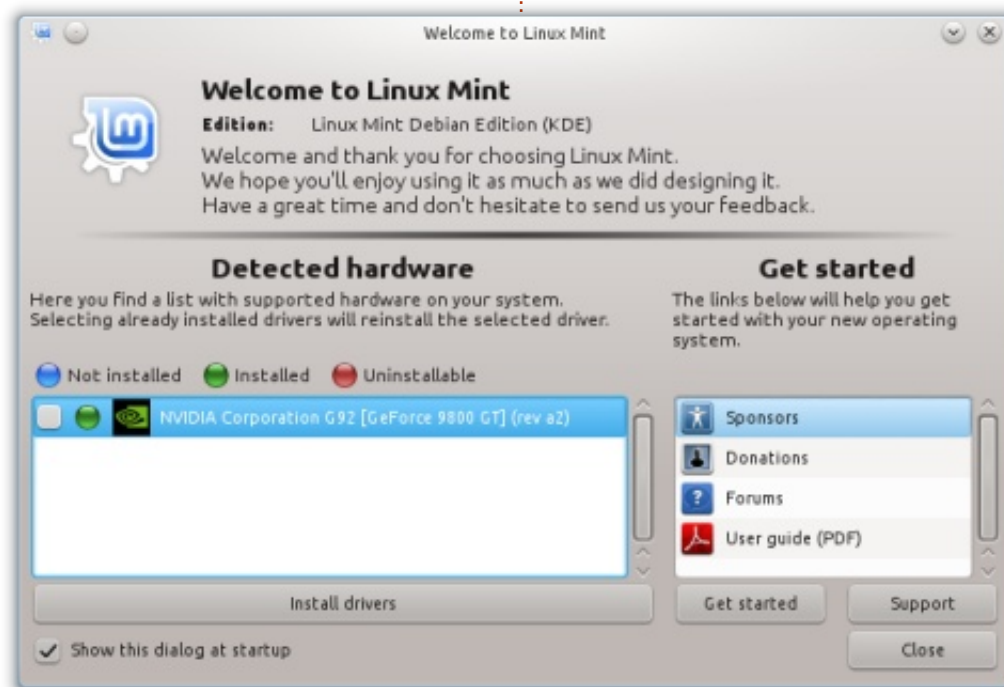 Welcome to Linux Mint
Welcome to Linux Mint
Edition: Linux Mint Debian Edition (KDE)
Welcome and thank you for choosing Linux Mint.
We hope you'll enjoy using it as much as we did designing it.
Have a great time and don't hesitate to send us your feedback.
Detected hardware
Here you find a list with supported hardware on your system.
Selecting already installed drivers will reinstall the selected driver.
Not installed Installed Uninstallable
NVIDIA Corporation G92 [GeForce 9800 GT] (rev a2)
Install drivers
Show this dialog at startup
Get started
The links below will help you get
started with your new operating
system.
Sponsors
Donations
Forums
User guide (PDF)
Get started Support
Close